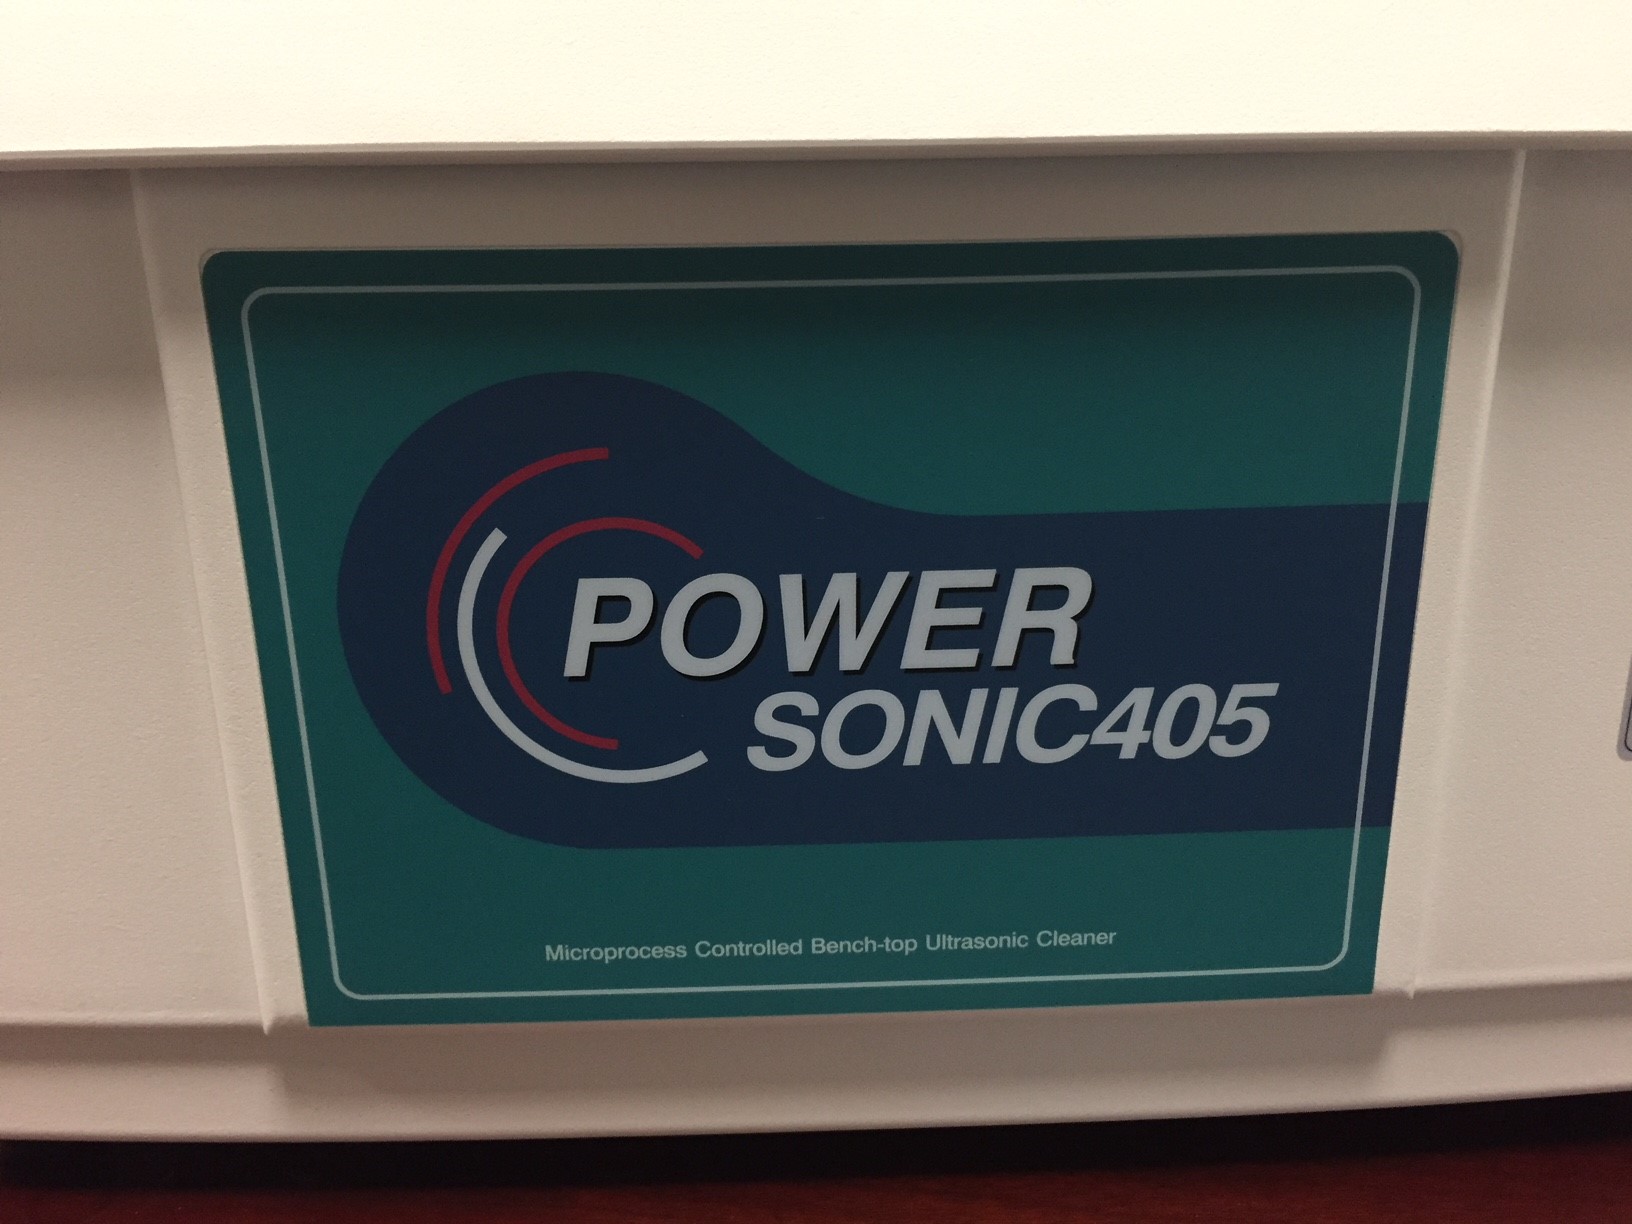 POWER
SONIC405
Microprocess Controlled Bench-top Ultrasonic Cleaner